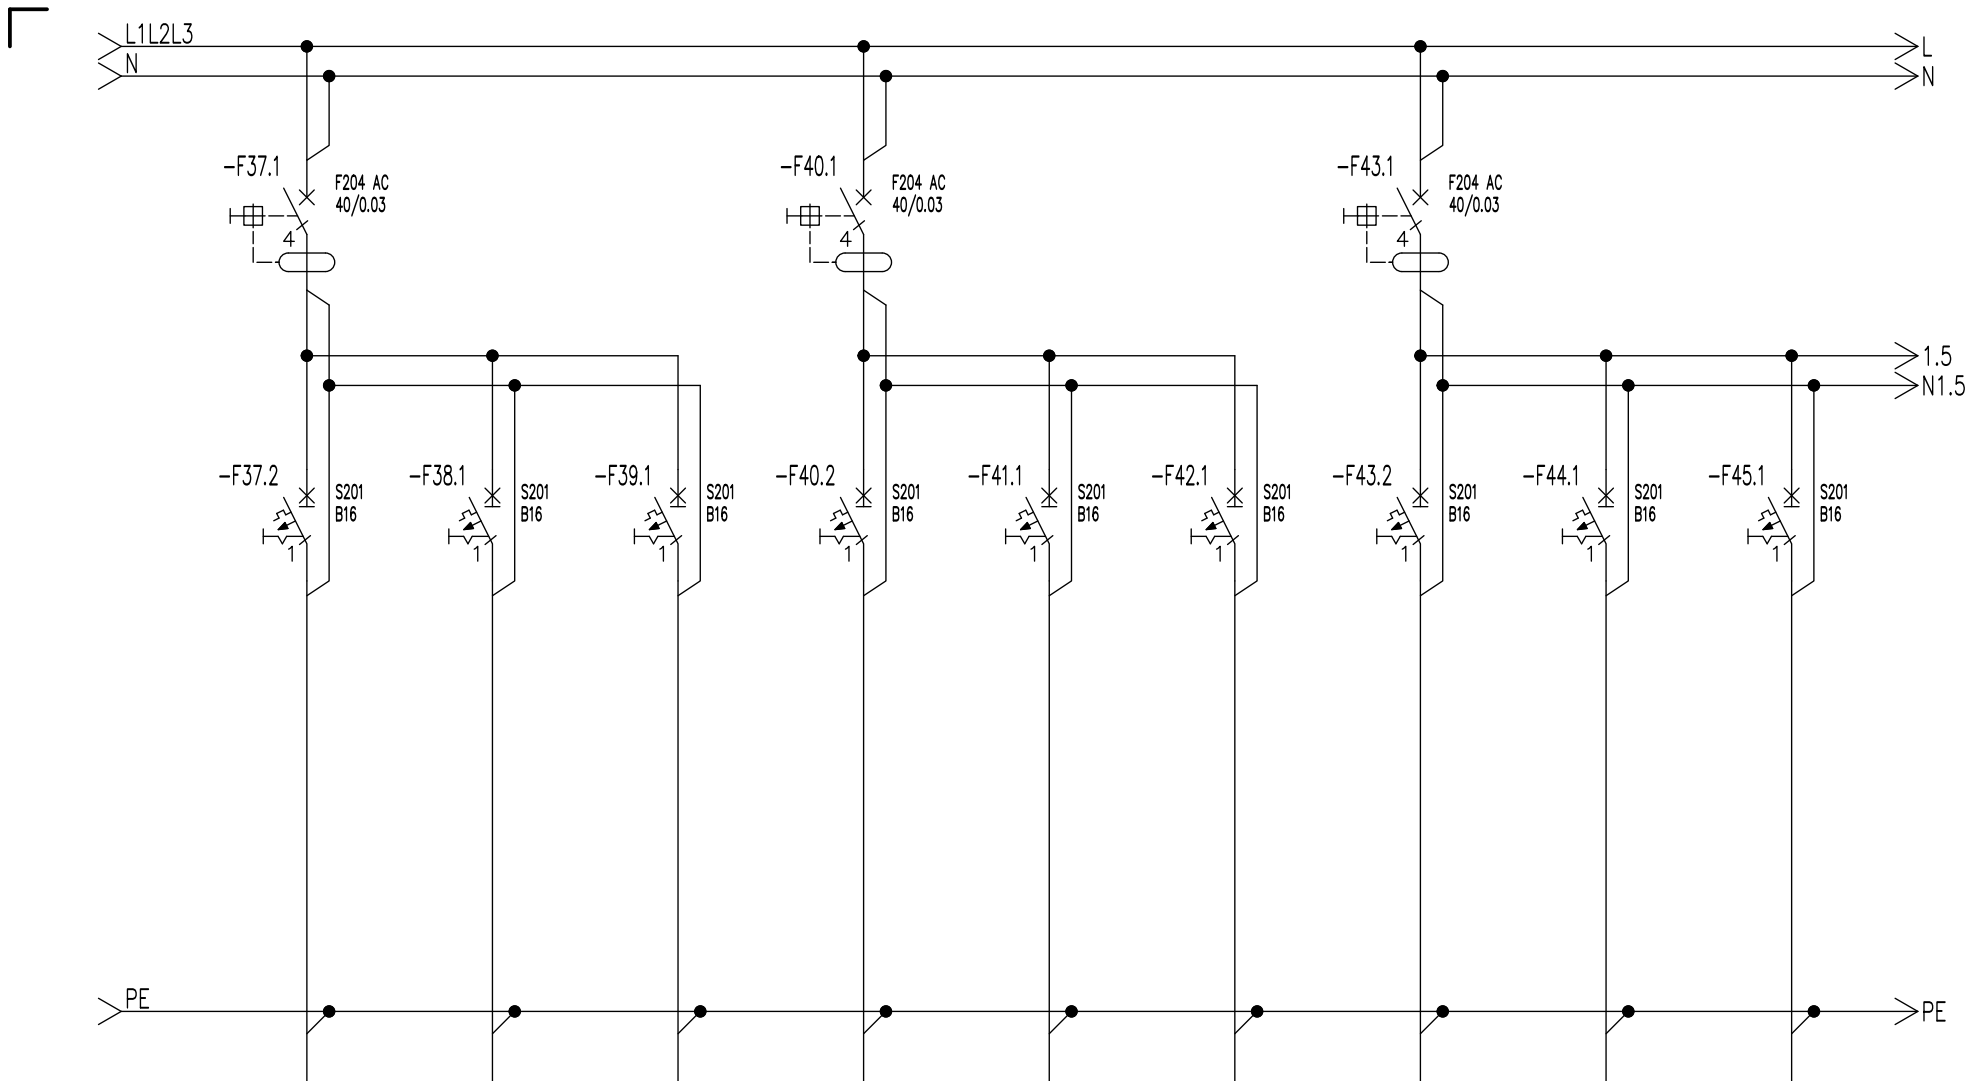 L1L2L3
L
N
N
-F37.1
F204 AC
40/0.03
4
-F40.1
F204 AC
40/0.03
4
-F43.1
F204 AC
40/0.03
4
1.5
N1.5
-F37.2
S201
B16
1
-F38.1
S201
B16
1
-F39.1
S201
B16
1
-F40.2
S201
B16
1
-F41.1
S201
B16
1
-F42.1
S201
B16
1
-F43.2
S201
B16
1
-F44.1
S201
B16
1
-F45.1
S201
B16
1
PE
PE